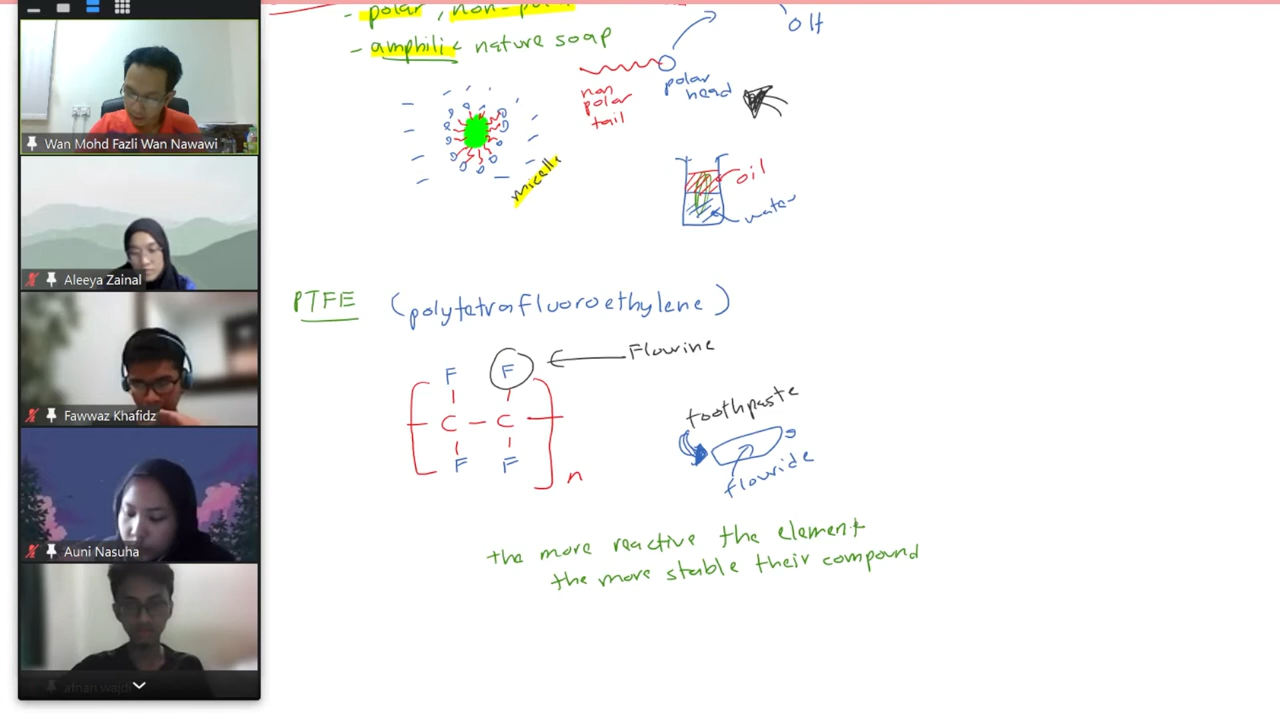 - polar, non-polar
- amphilic nature soap
OH
non
polar
tail
polar
head
micelle
oil
water
PTFE (polytetrafluoroethylene)
F F
Flourine
C - C
F F
n
toothpaste
flouride
the more reactive the element
the more stable their compound
Wan Mohd Fazli Wan Nawawi
Aleeya Zainal
Fawwaz Khafidz
Auni Nasuha
afnan wajdi